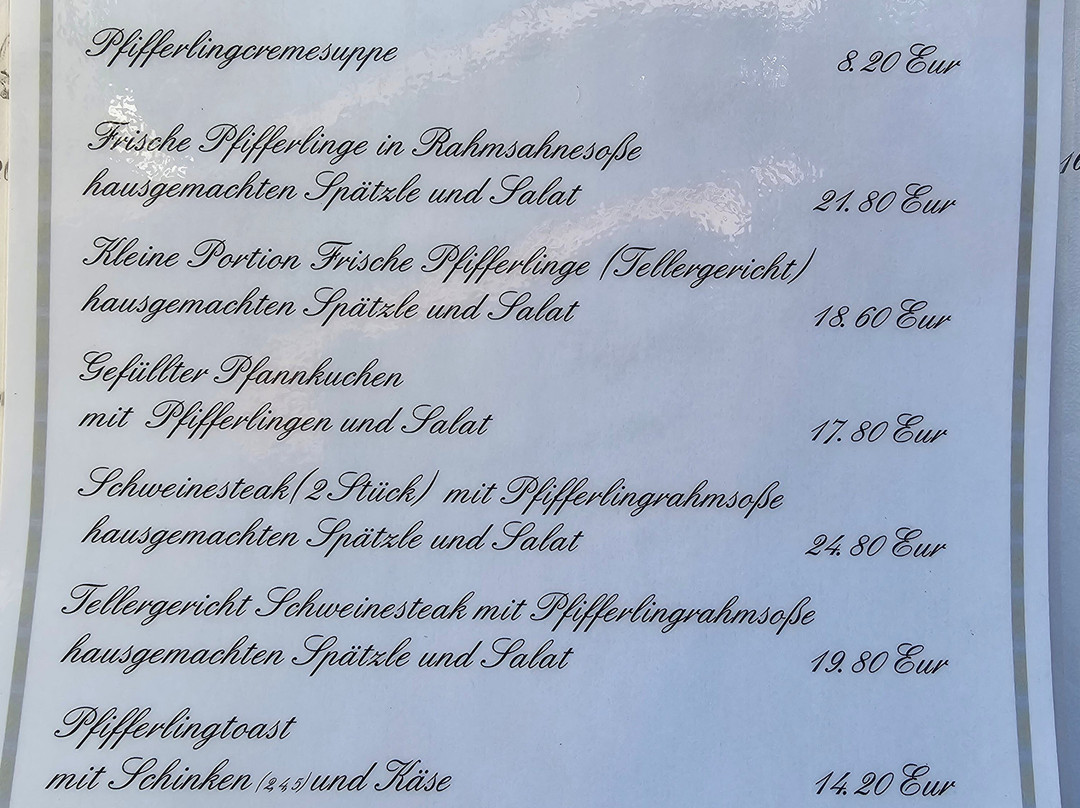 Pfifferlingcremesuppe 8.20 Eur
Frische Pfifferlinge in Rahmsahnesoße
hausgemachten Spätzle und Salat 21.80 Eur
Kleine Portion Frische Pfifferlinge (Tellergericht)
hausgemachten Spätzle und Salat 18.60 Eur
Gefüllter Pfannkuchen
mit Pfifferlingen und Salat 17.80 Eur
Schweinesteak(2 Stück) mit Pfifferlingrahmsoße
hausgemachten Spätzle und Salat 24.80 Eur
Tellergericht Schweinesteak mit Pfifferlingrahmsoße
hausgemachten Spätzle und Salat 19.80 Eur
Pfifferlingtoast
mit Schinken (2 4 5) und Käse 14.20 Eur